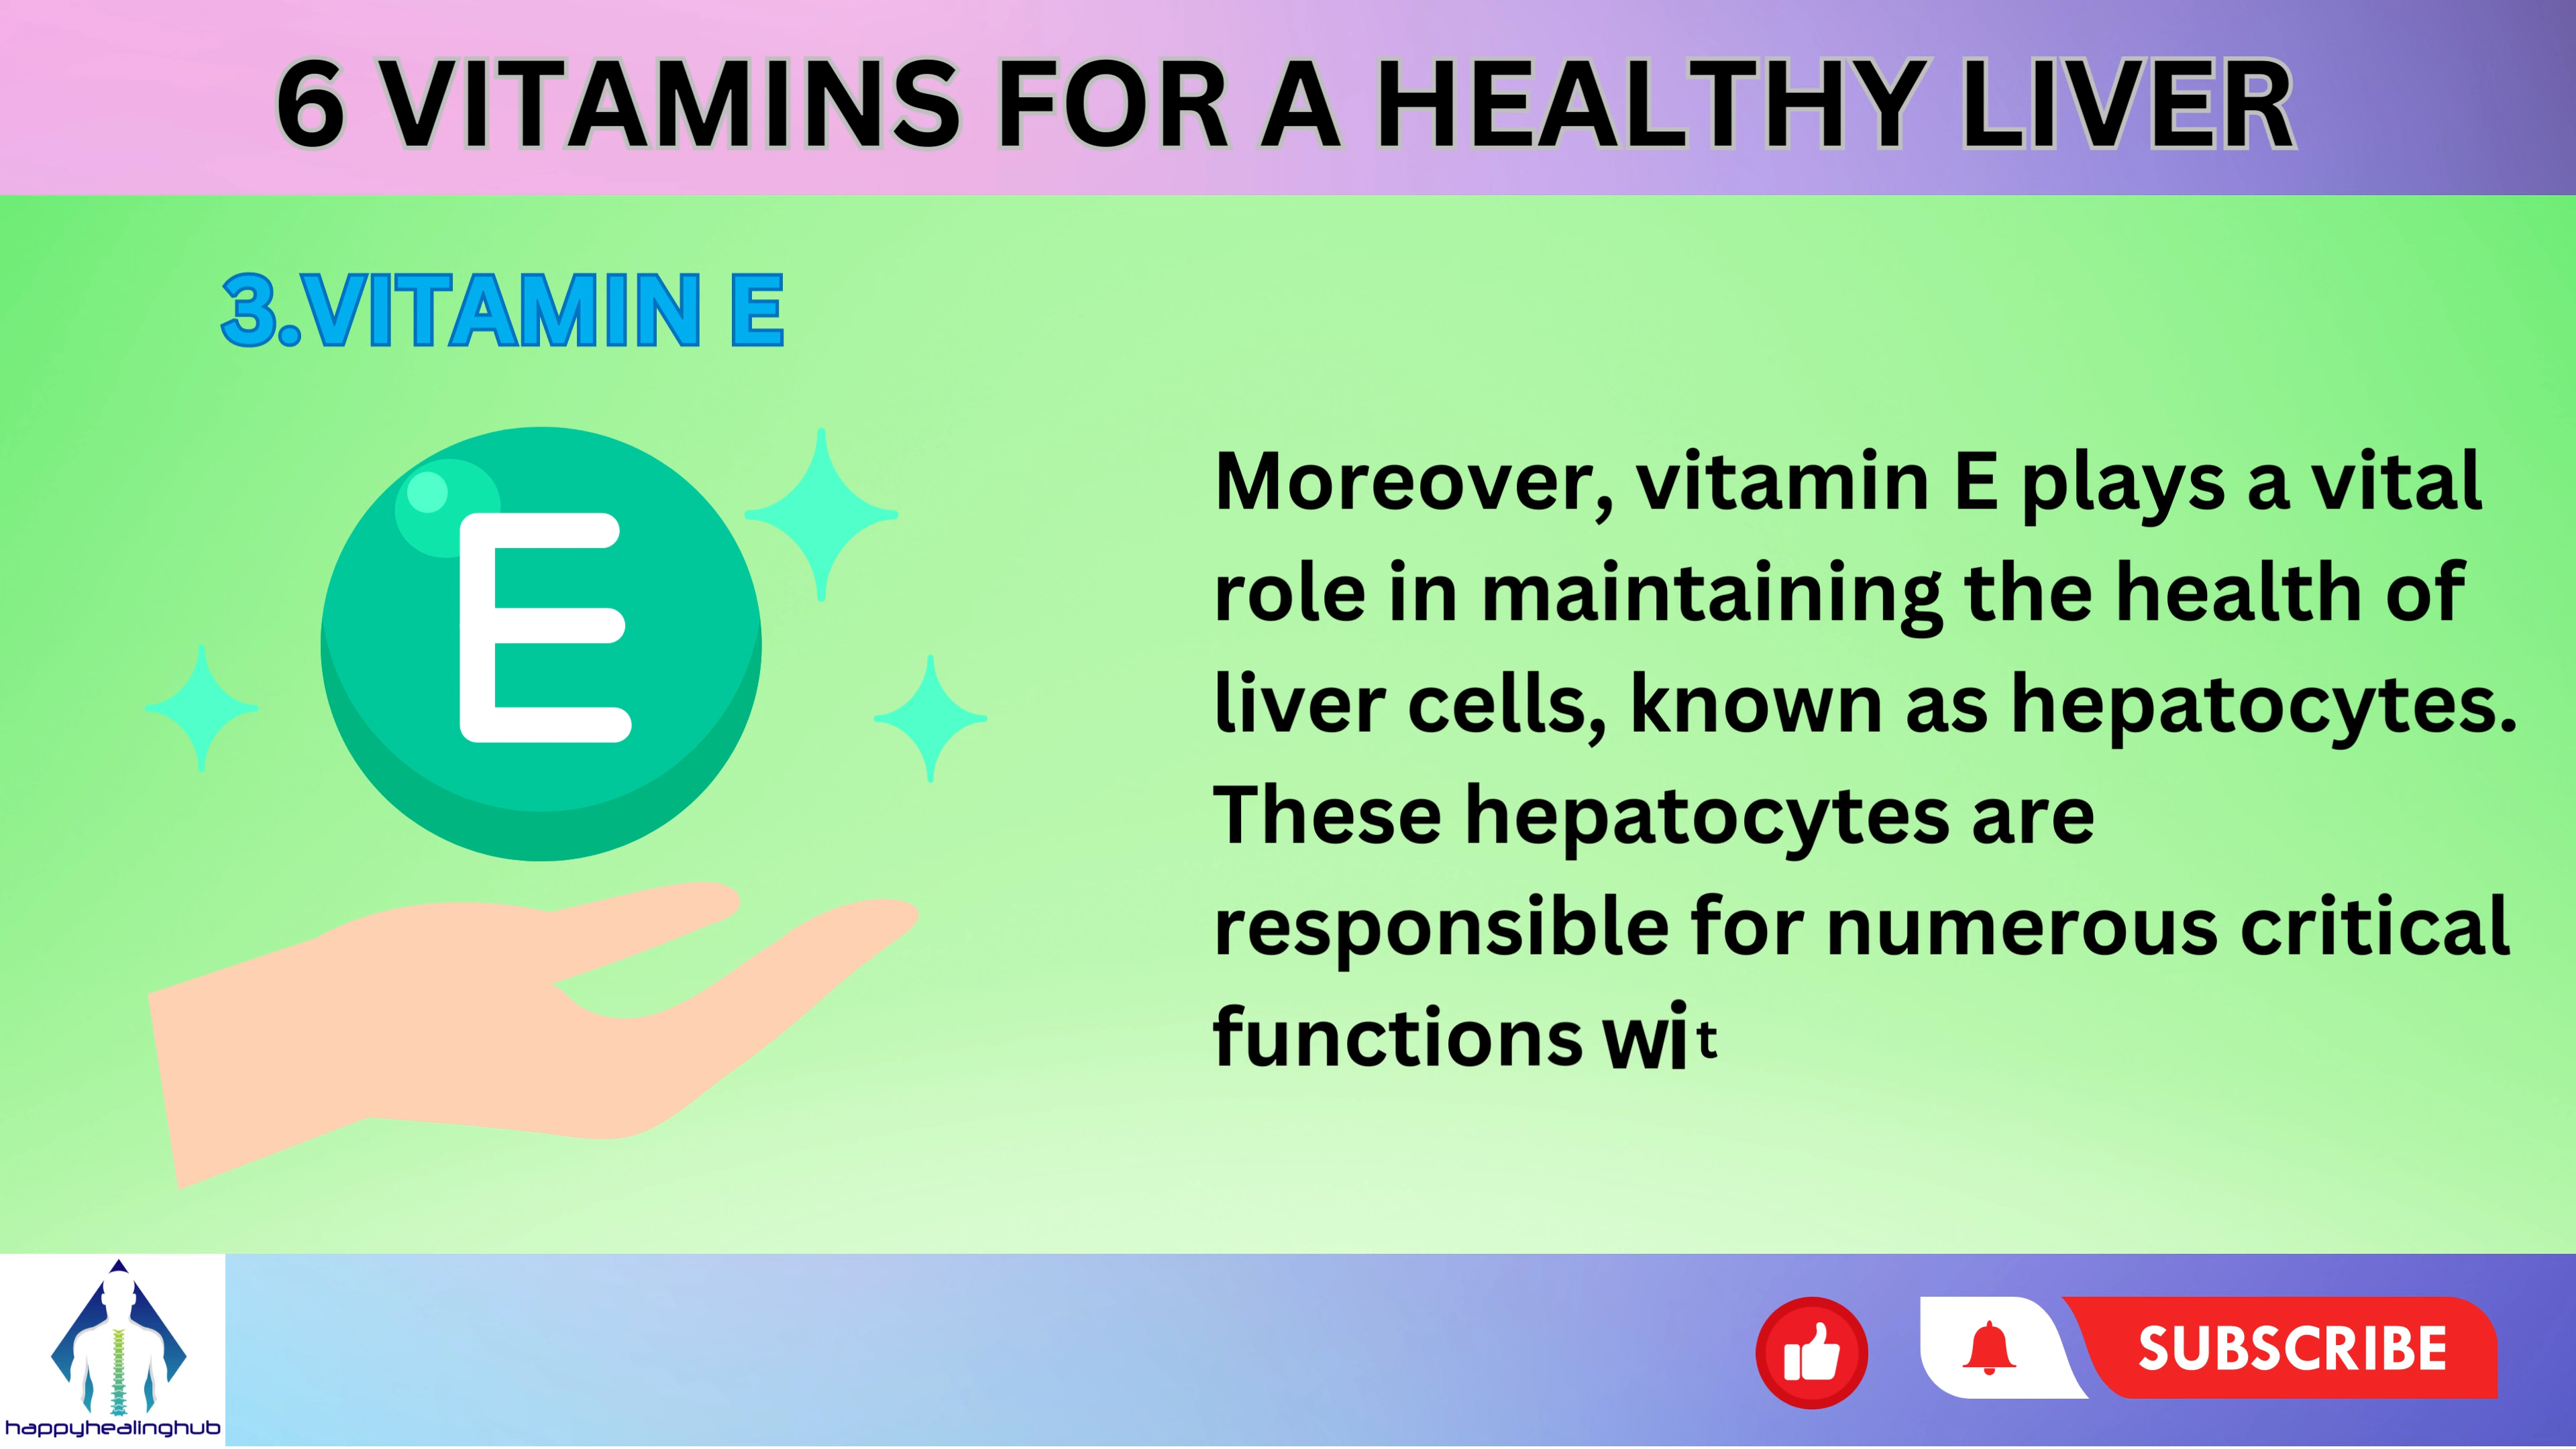 6 VITAMINS FOR A HEALTHY LIVER
3.VITAMIN E
E
Moreover, vitamin E plays a vital
role in maintaining the health of
liver cells, known as hepatocytes.
These hepatocytes are
responsible for numerous critical
functions wit
happyhealinghub
SUBSCRIBE